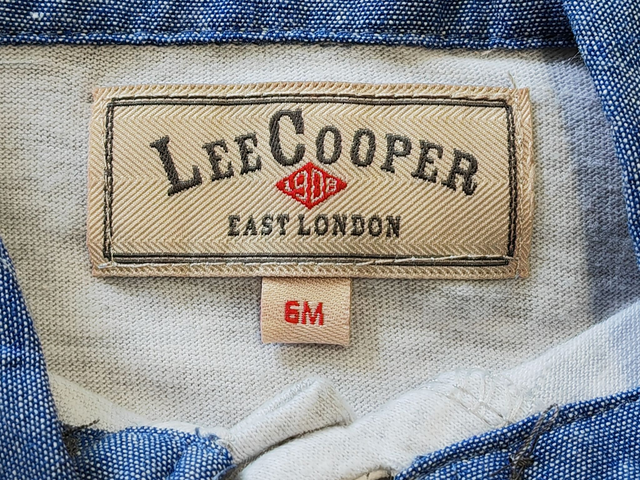 LEE COOPER
1908
EAST LONDON
6M